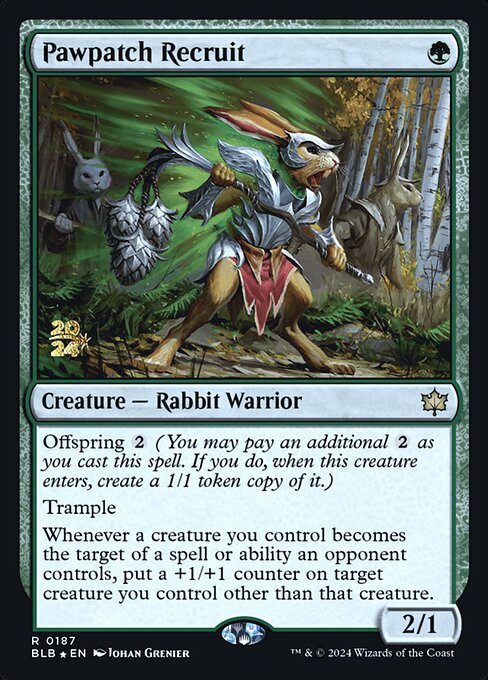 Pawpatch Recruit
20
24
Creature — Rabbit Warrior
Offspring 2 (You may pay an additional 2 as
you cast this spell. If you do, when this creature
enters, create a 1/1 token copy of it.)
Trample
Whenever a creature you control becomes
the target of a spell or ability an opponent
controls, put a +1/+1 counter on target
creature you control other than that creature.
2/1
R 0187
BLB ★ EN Johan Grenier
™ & © 2024 Wizards of the Coast